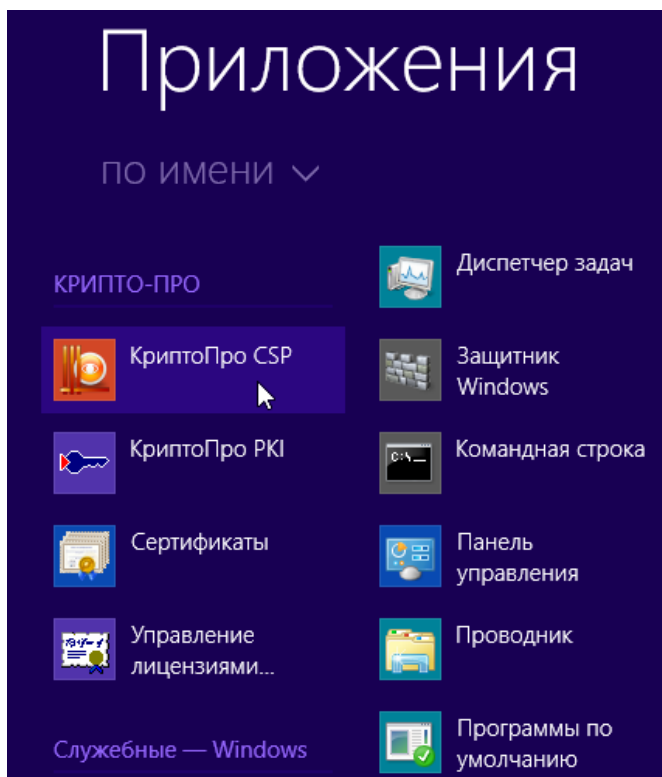 Приложения
по имени
КРИПТО-ПРО
КриптоПро CSP
КриптоПро PKI
Сертификаты
Управление
лицензиями...
Служебные — Windows
Диспетчер задач
Защитник
Windows
C:\_
Командная строка
Панель
управления
Проводник
Программы по
умолчанию